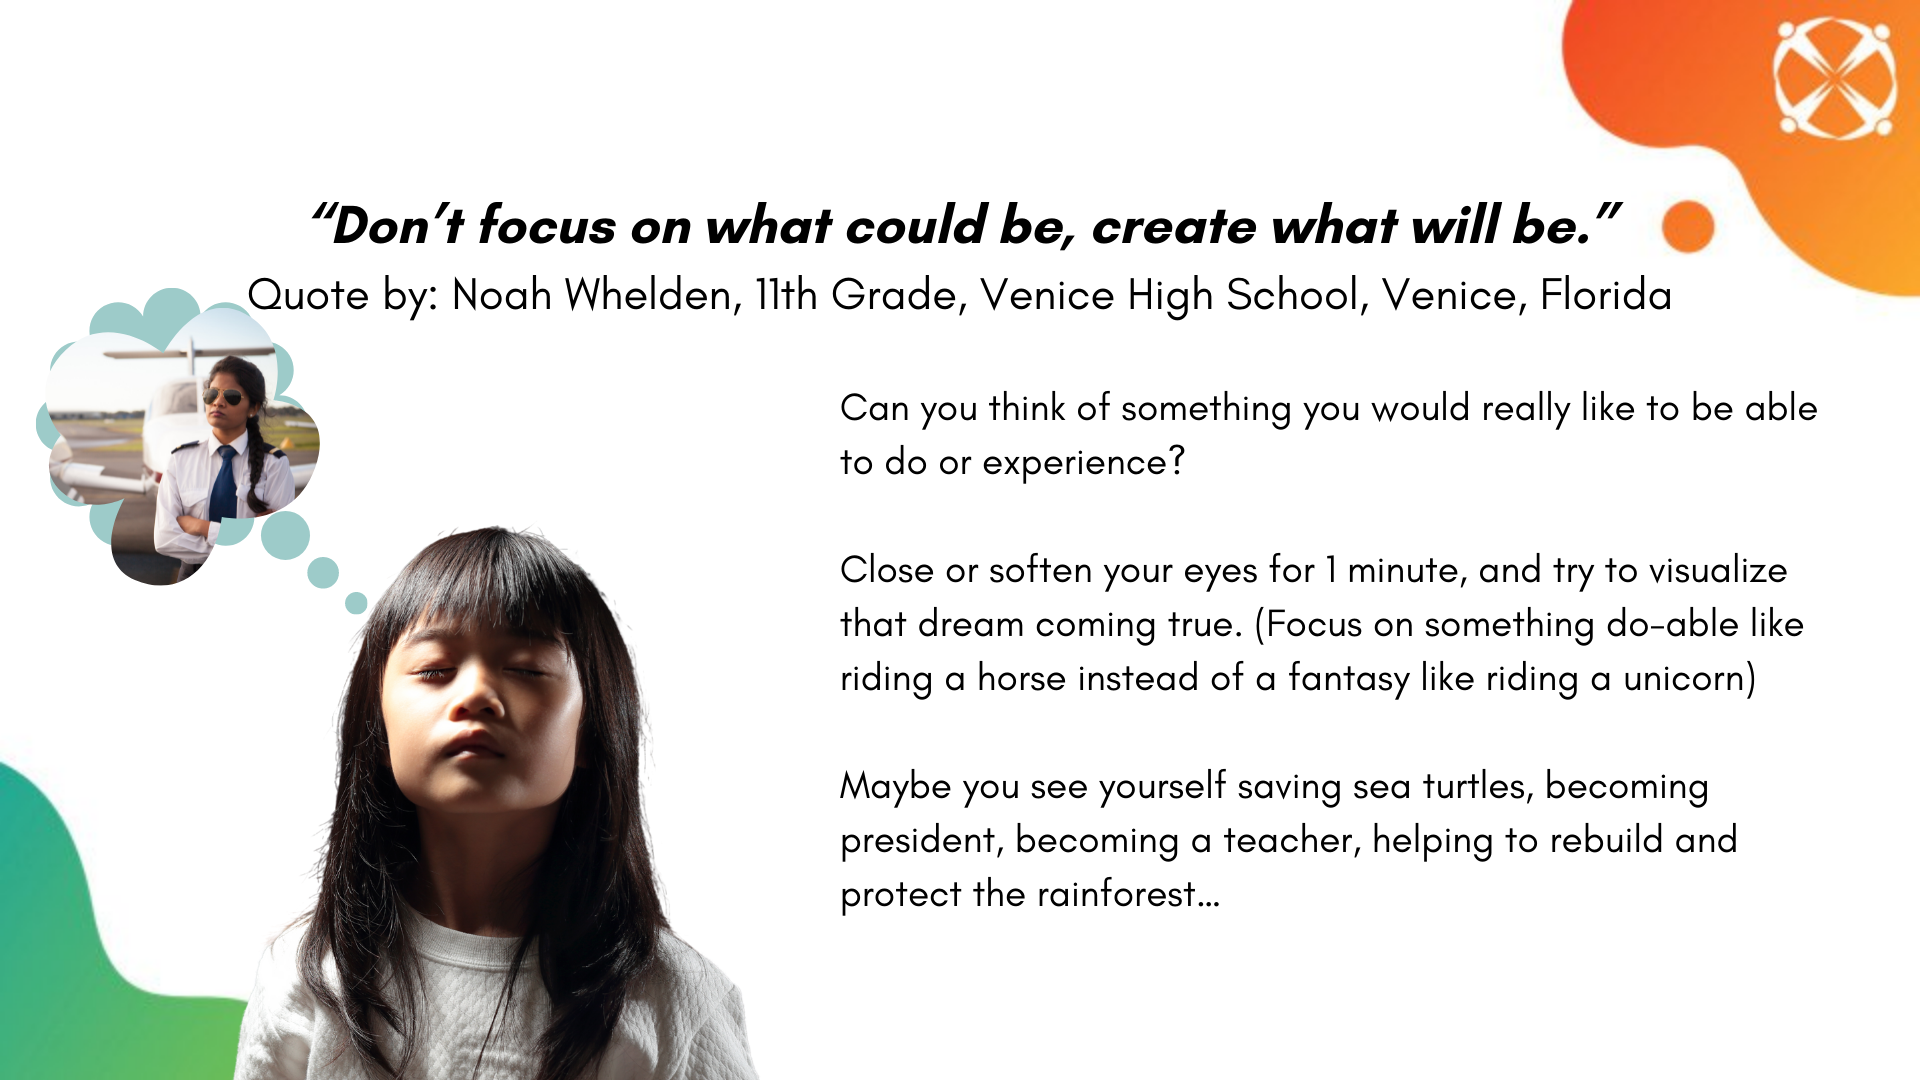 “Don’t focus on what could be, create what will be.”
Quote by: Noah Whelden, 11th Grade, Venice High School, Venice, Florida
Can you think of something you would really like to be able
to do or experience?
Close or soften your eyes for 1 minute, and try to visualize
that dream coming true. (Focus on something do-able like
riding a horse instead of a fantasy like riding a unicorn)
Maybe you see yourself saving sea turtles, becoming
president, becoming a teacher, helping to rebuild and
protect the rainforest...